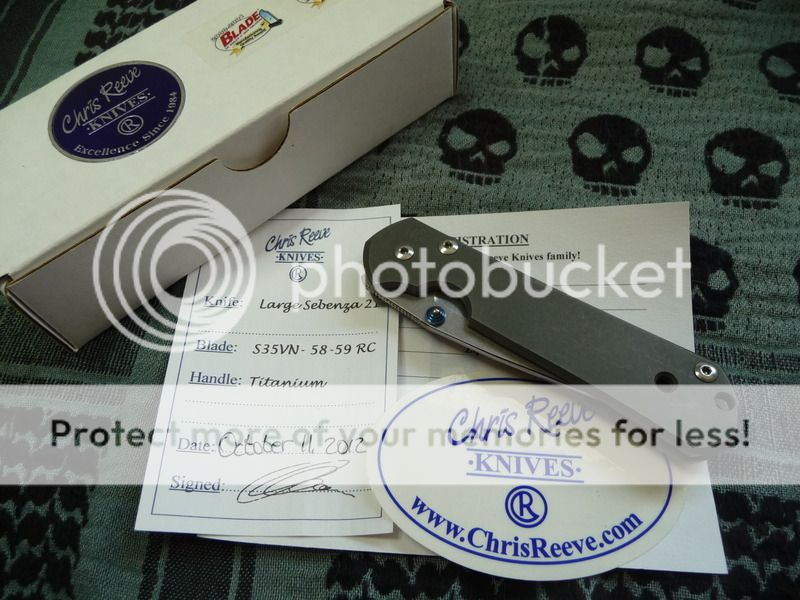 BLADE
Chris Reeve
·KNIVES·
®
Excellence Since 1984
Chris Reeve
·KNIVES·
®
Knife: Large Sebenza 21
Blade: S35VN - 58-59 RC
Handle: Titanium
Date: October 11, 2012
Signed:
ISTRATION
eeve Knives family!
photobucket
Protect more of your memories for less!
Chris Reeve
·KNIVES·
®
www.ChrisReeve.com